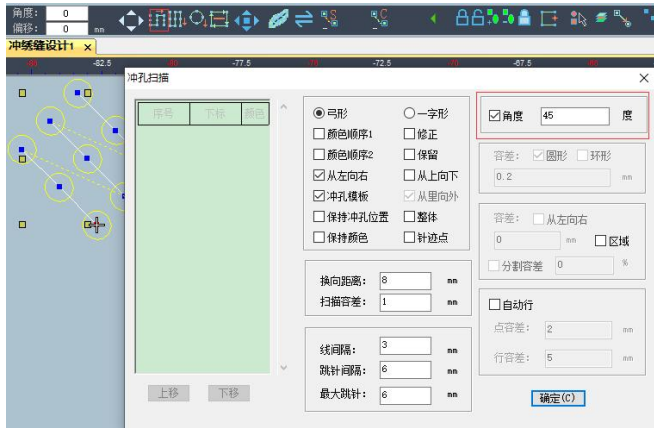 角度: 0
偏移: 0 mm
冲绣缝设计1 ×
-82.5 -77.5 -72.5 -70 -67.5
冲孔扫描
序号 下标 颜色
弓形 一字形
颜色顺序1 修正
颜色顺序2 保留
从左向右 从上向下
冲孔模板 从里向外
保持冲孔位置 整体
保持颜色 针迹点
换向距离: 8 mm
扫描容差: 1 mm
线间隔: 3 mm
跳针间隔: 6 mm
最大跳针: 6 mm
角度 45 度
容差: 圆形 环形
0.2 mm
容差: 从左向右
0 mm 区域
分割容差 0 %
自动行
点容差: 2 mm
行容差: 5 mm
上移 下移
确定(C)